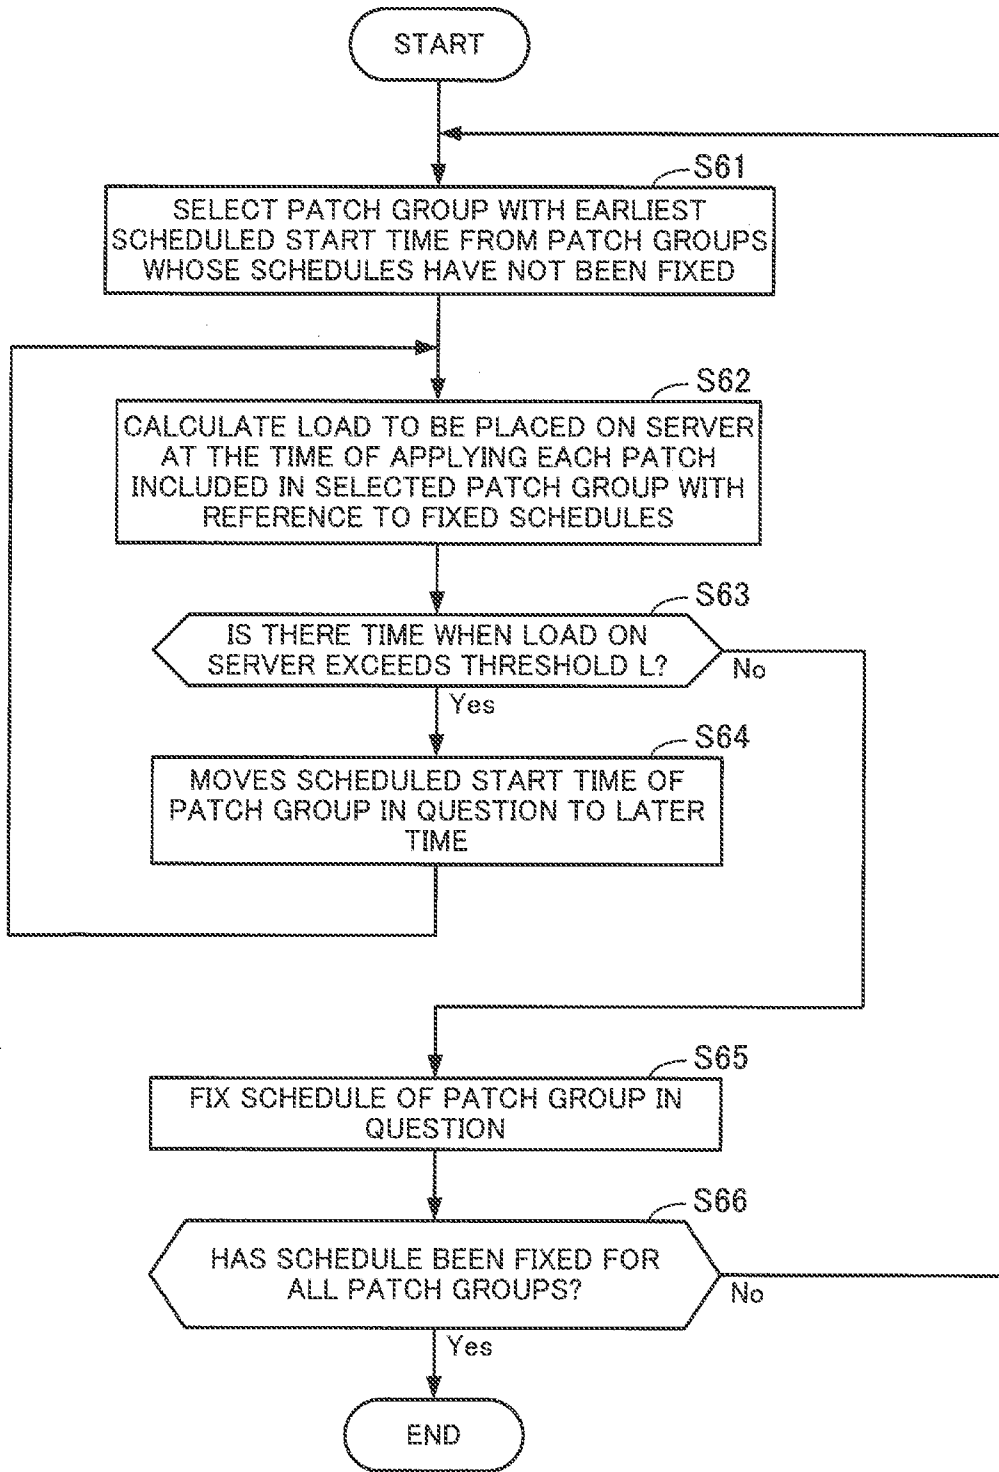 START
S61
SELECT PATCH GROUP WITH EARLIEST
SCHEDULED START TIME FROM PATCH GROUPS
WHOSE SCHEDULES HAVE NOT BEEN FIXED
S62
CALCULATE LOAD TO BE PLACED ON SERVER
AT THE TIME OF APPLYING EACH PATCH
INCLUDED IN SELECTED PATCH GROUP WITH
REFERENCE TO FIXED SCHEDULES
S63
IS THERE TIME WHEN LOAD ON
SERVER EXCEEDS THRESHOLD L?
No
Yes
S64
MOVES SCHEDULED START TIME OF
PATCH GROUP IN QUESTION TO LATER
TIME
S65
FIX SCHEDULE OF PATCH GROUP IN
QUESTION
S66
HAS SCHEDULE BEEN FIXED FOR
ALL PATCH GROUPS?
No
Yes
END